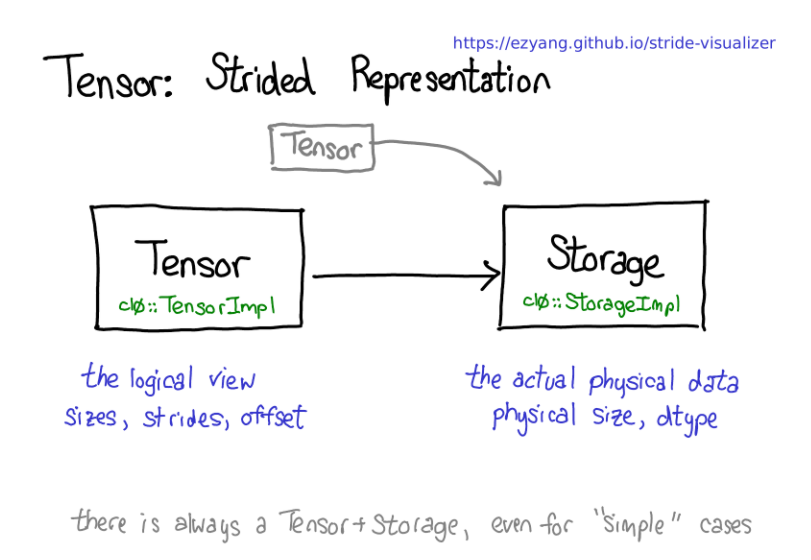 https://ezyang.github.io/stride-visualizer
Tensor: Strided Representation
Tensor
Tensor
c10::TensorImpl
Storage
c10::StorageImpl
the logical view
sizes, strides, offset
the actual physical data
physical size, dtype
there is always a Tensor+Storage, even for "simple" cases